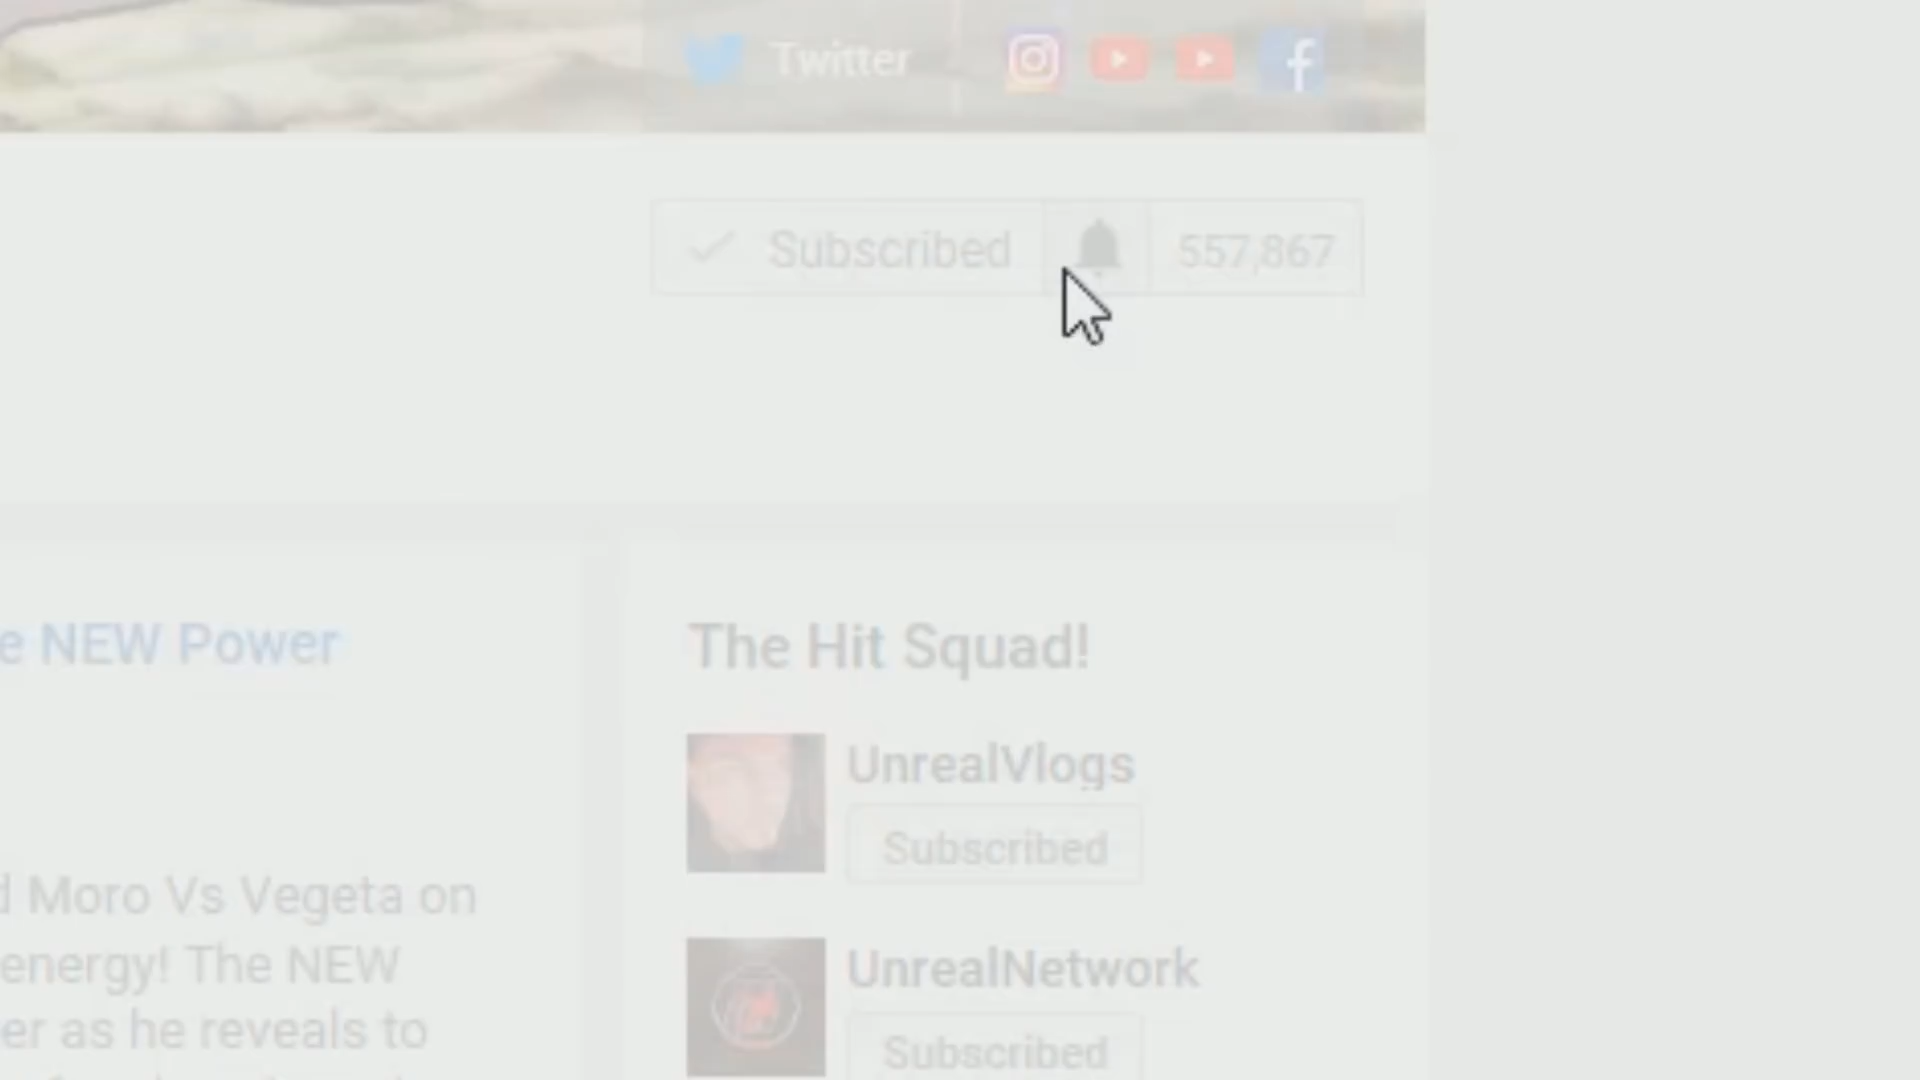 Twitter
Subscribed 557,867
e NEW Power
Moro Vs Vegeta on
energy! The NEW
er as he reveals to
The Hit Squad!
UnrealVlogs
Subscribed
UnrealNetwork
Subscribed